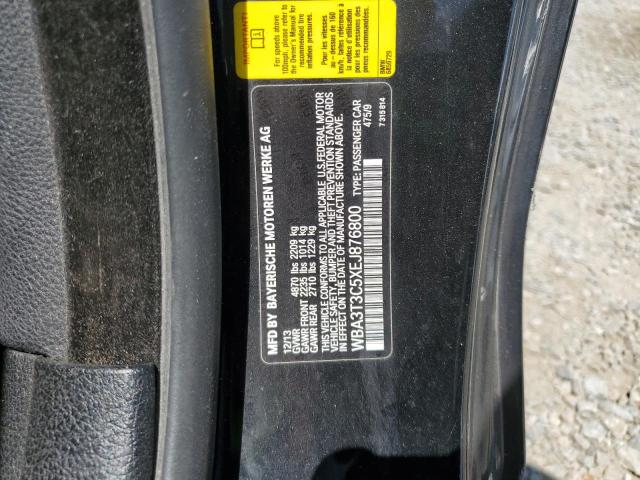 IMPORTANT!
For speeds above
100mph, please refer to
the Owner's Manual for
recommended tire
inflation pressures.
Pour les vitesses
au - dessus de 160
km/h, faites référence à
la notice d'utilisation
pour les pressions des
pneus recommandées.
BMW
MFD BY BAYERISCHE MOTOREN WERKE AG
12/13
GVWR 4870 lbs 2209 kg
GAWR FRONT 2235 lbs 1014 kg
GAWR REAR 2710 lbs 1229 kg
THIS VEHICLE CONFORMS TO ALL APPLICABLE U.S.FEDERAL MOTOR
VEHICLE SAFETY, BUMPER AND THEFT PREVENTION STANDARDS
IN EFFECT ON THE DATE OF MANUFACTURE SHOWN ABOVE.
WBA3T3C5XEJ876800 TYPE: PASSENGER CAR
475/9
7 315 814